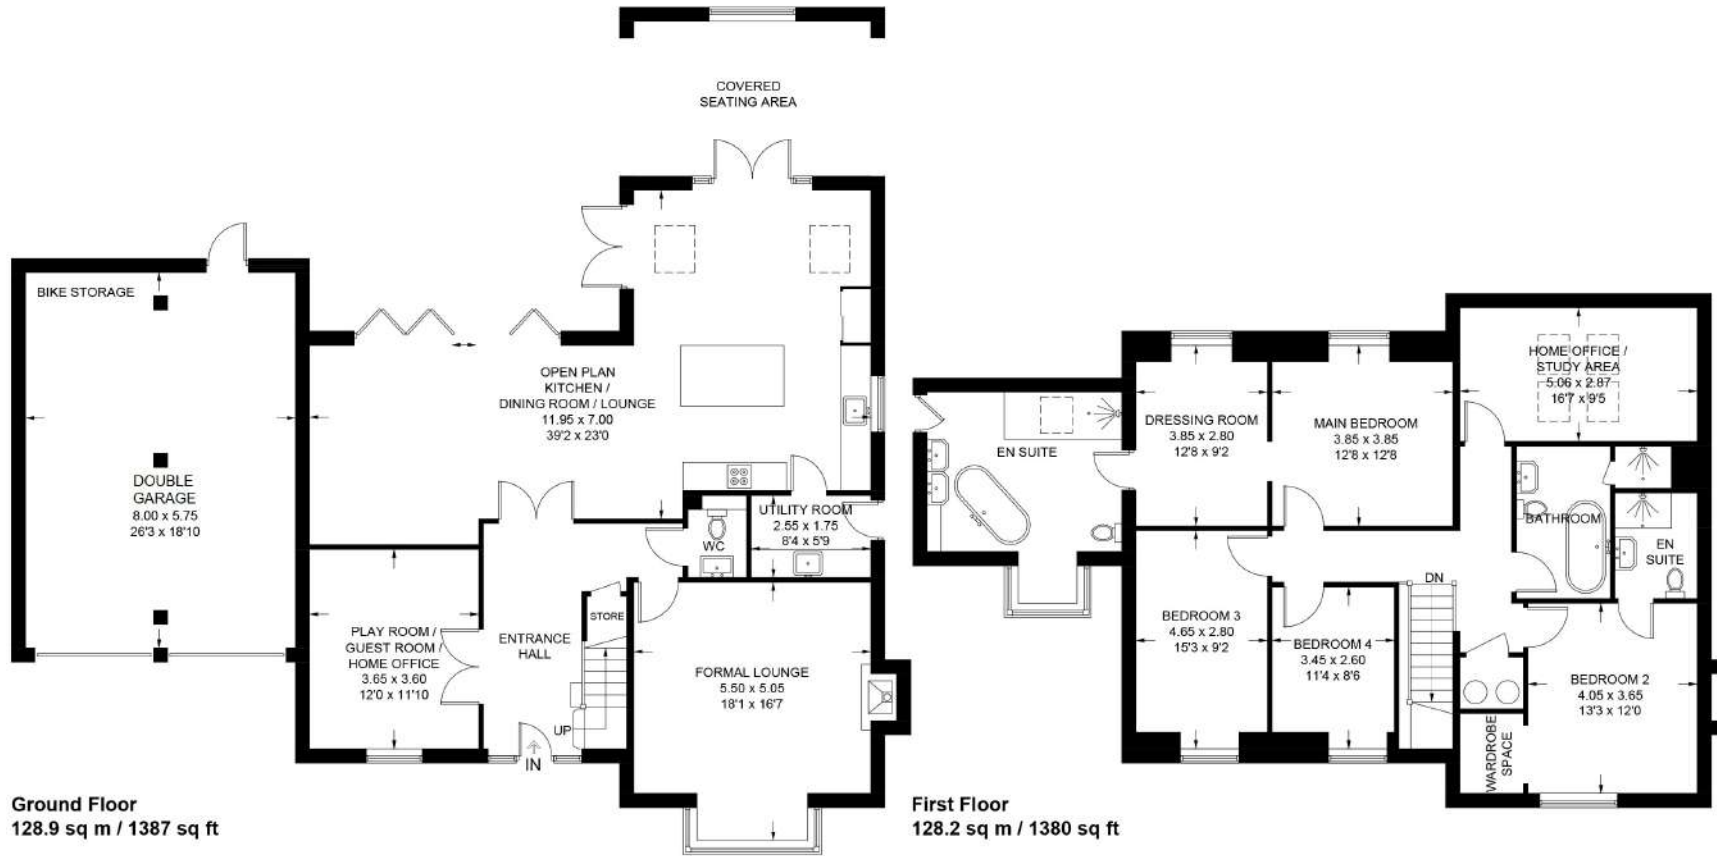 COVERED
SEATING AREA
BIKE STORAGE
OPEN PLAN
KITCHEN /
DINING ROOM / LOUNGE
11.95 x 7.00
39'2 x 23'0
DOUBLE
GARAGE
8.00 x 5.75
26'3 x 18'10
UTILITY ROOM
2.55 x 1.75
8'4 x 5'9
WC
STORE
PLAY ROOM /
GUEST ROOM /
HOME OFFICE
3.65 x 3.60
12'0 x 11'10
ENTRANCE
HALL
FORMAL LOUNGE
5.50 x 5.05
18'1 x 16'7
UP
IN
Ground Floor
128.9 sq m / 1387 sq ft
HOME OFFICE /
STUDY AREA
5.06 x 2.87
16'7 x 9'5
DRESSING ROOM
3.85 x 2.80
12'8 x 9'2
MAIN BEDROOM
3.85 x 3.85
12'8 x 12'8
EN SUITE
BATHROOM
EN
SUITE
DN
BEDROOM 3
4.65 x 2.80
15'3 x 9'2
BEDROOM 4
3.45 x 2.60
11'4 x 8'6
BEDROOM 2
4.05 x 3.65
13'3 x 12'0
WARDROBE
SPACE
First Floor
128.2 sq m / 1380 sq ft